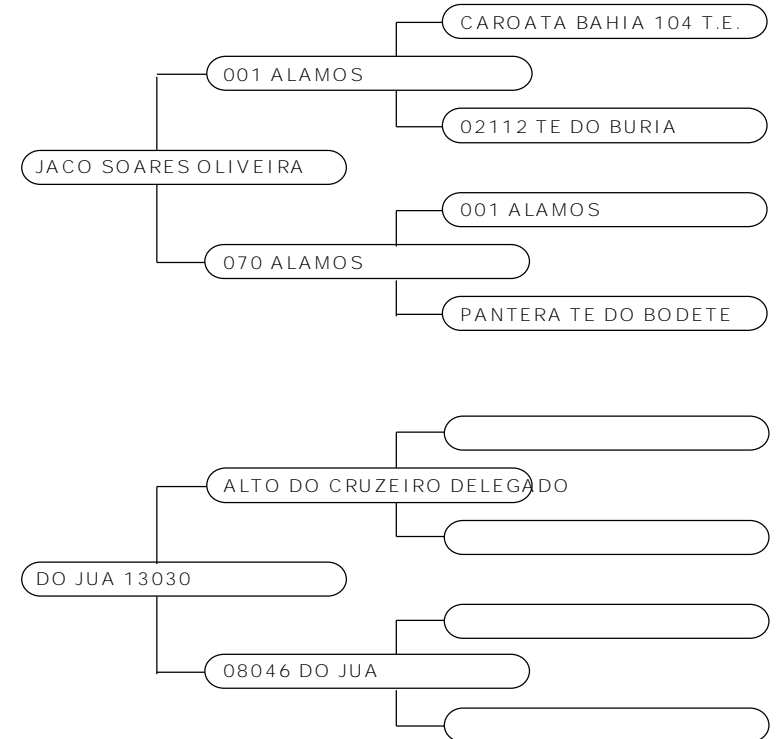 CAROATA BAHIA 104 T.E.
001 ALAMOS
02112 TE DO BURIA
JACO SOARES OLIVEIRA
001 ALAMOS
070 ALAMOS
PANTERA TE DO BODETE
ALTO DO CRUZEIRO DELEGADO
DO JUA 13030
08046 DO JUA